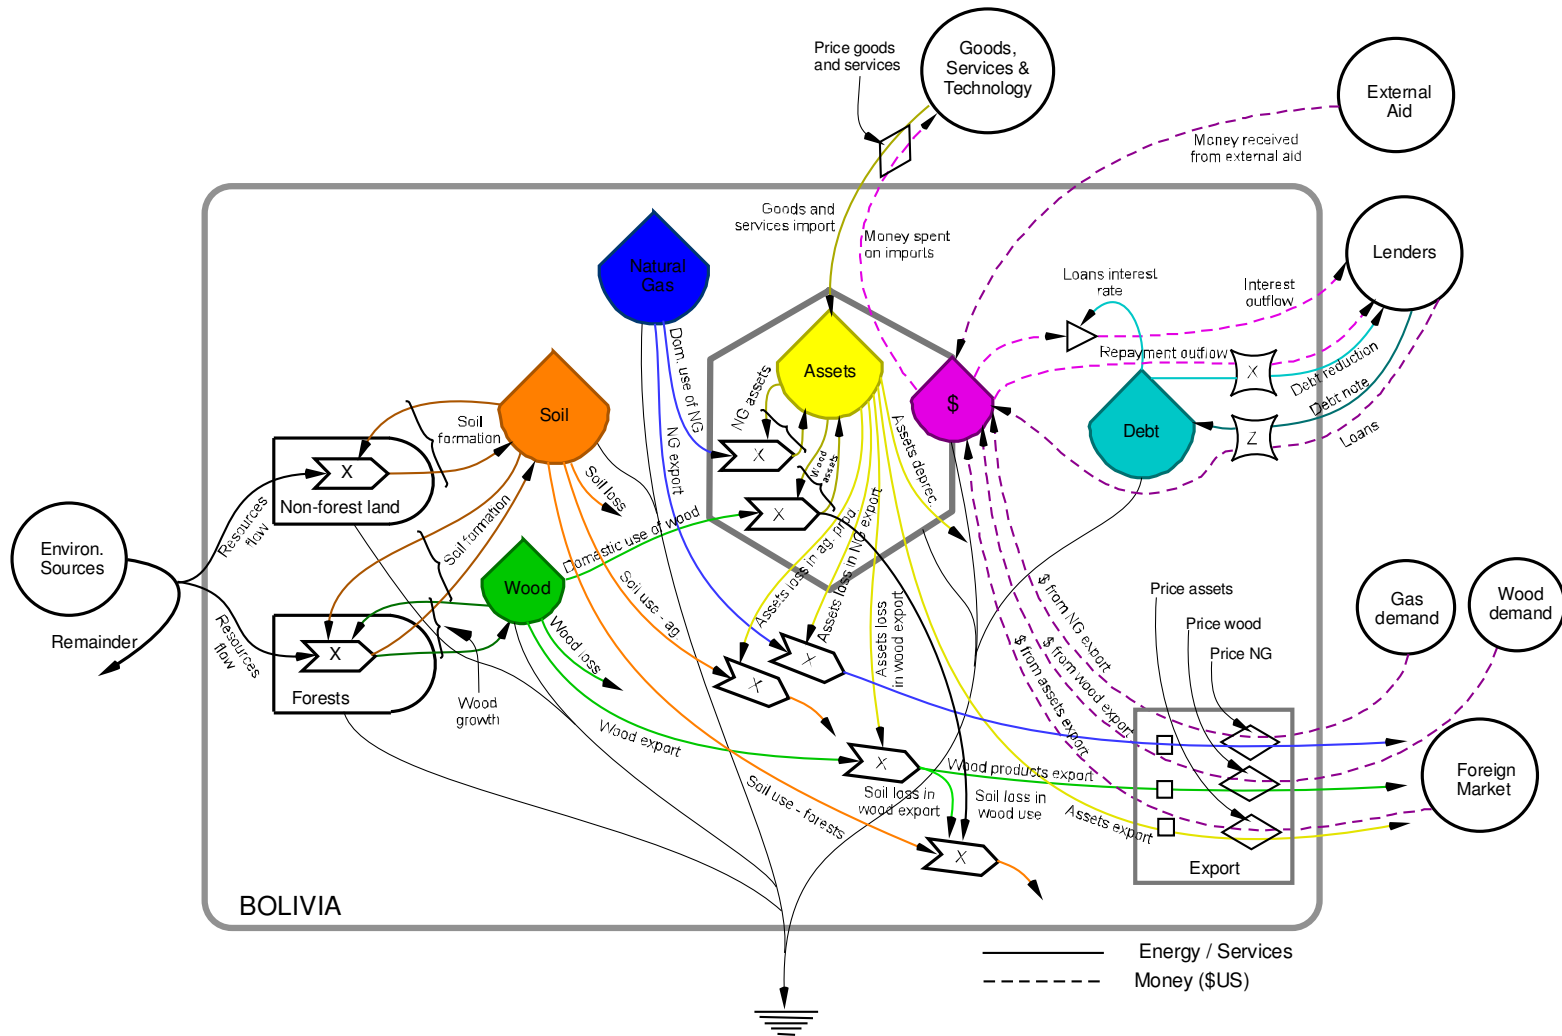 Price goods
and services
Goods,
Services &
Technology
External
Aid
Money received
from external aid
Goods and
services import
Money spent
on imports
Lenders
Loans interest
rate
Interest
outflow
Natural
Gas
Dom. use of NG
NG export
NG assets
Assets
Wood
assets
Assets deprec.
$
Repayment outflow
X
Debt reduction
Debt note
Loans
Debt
Z
Soil
Soil
formation
X
Non-forest land
Soil loss
X
X
Resources
flow
Environ.
Sources
Remainder
Resources
flow
Soil formation
Wood
Domastic use of wood
Soil use - ag.
Assets loss in ag. prod.
Assets loss in NG export
Assets loss
in wood export
X
Forests
Wood
growth
Wood loss
Wood export
X
X
$ from NG export
$ from wood export
$ from assets export
Price assets
Price wood
Price NG
Gas
demand
Wood
demand
Foreign
Market
X
Wood products export
Soil loss in
wood export
Soil loss in
wood use
Assets export
Soil use - forests
X
Export
BOLIVIA
Energy / Services
Money ($US)